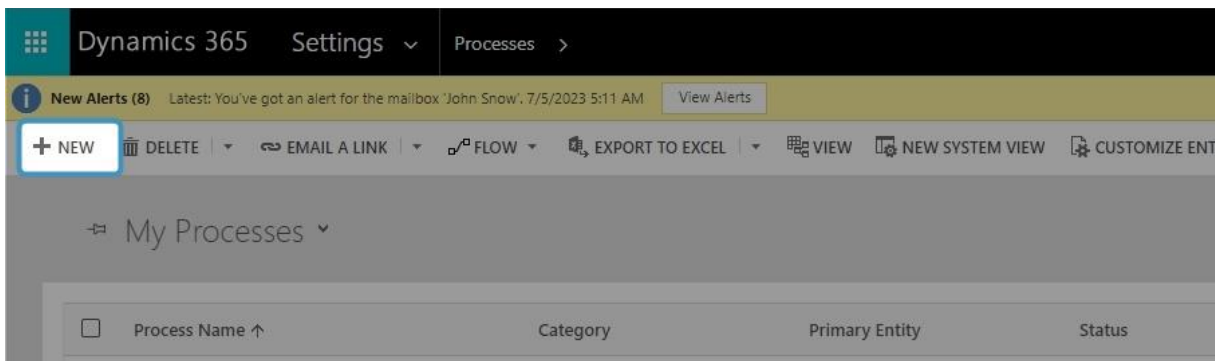 Dynamics 365 Settings Processes
New Alerts (8) Latest: You've got an alert for the mailbox 'John Snow'. 7/5/2023 5:11 AM View Alerts
NEW DELETE EMAIL A LINK FLOW EXPORT TO EXCEL VIEW NEW SYSTEM VIEW CUSTOMIZE ENT
My Processes
Process Name ↑ Category Primary Entity Status